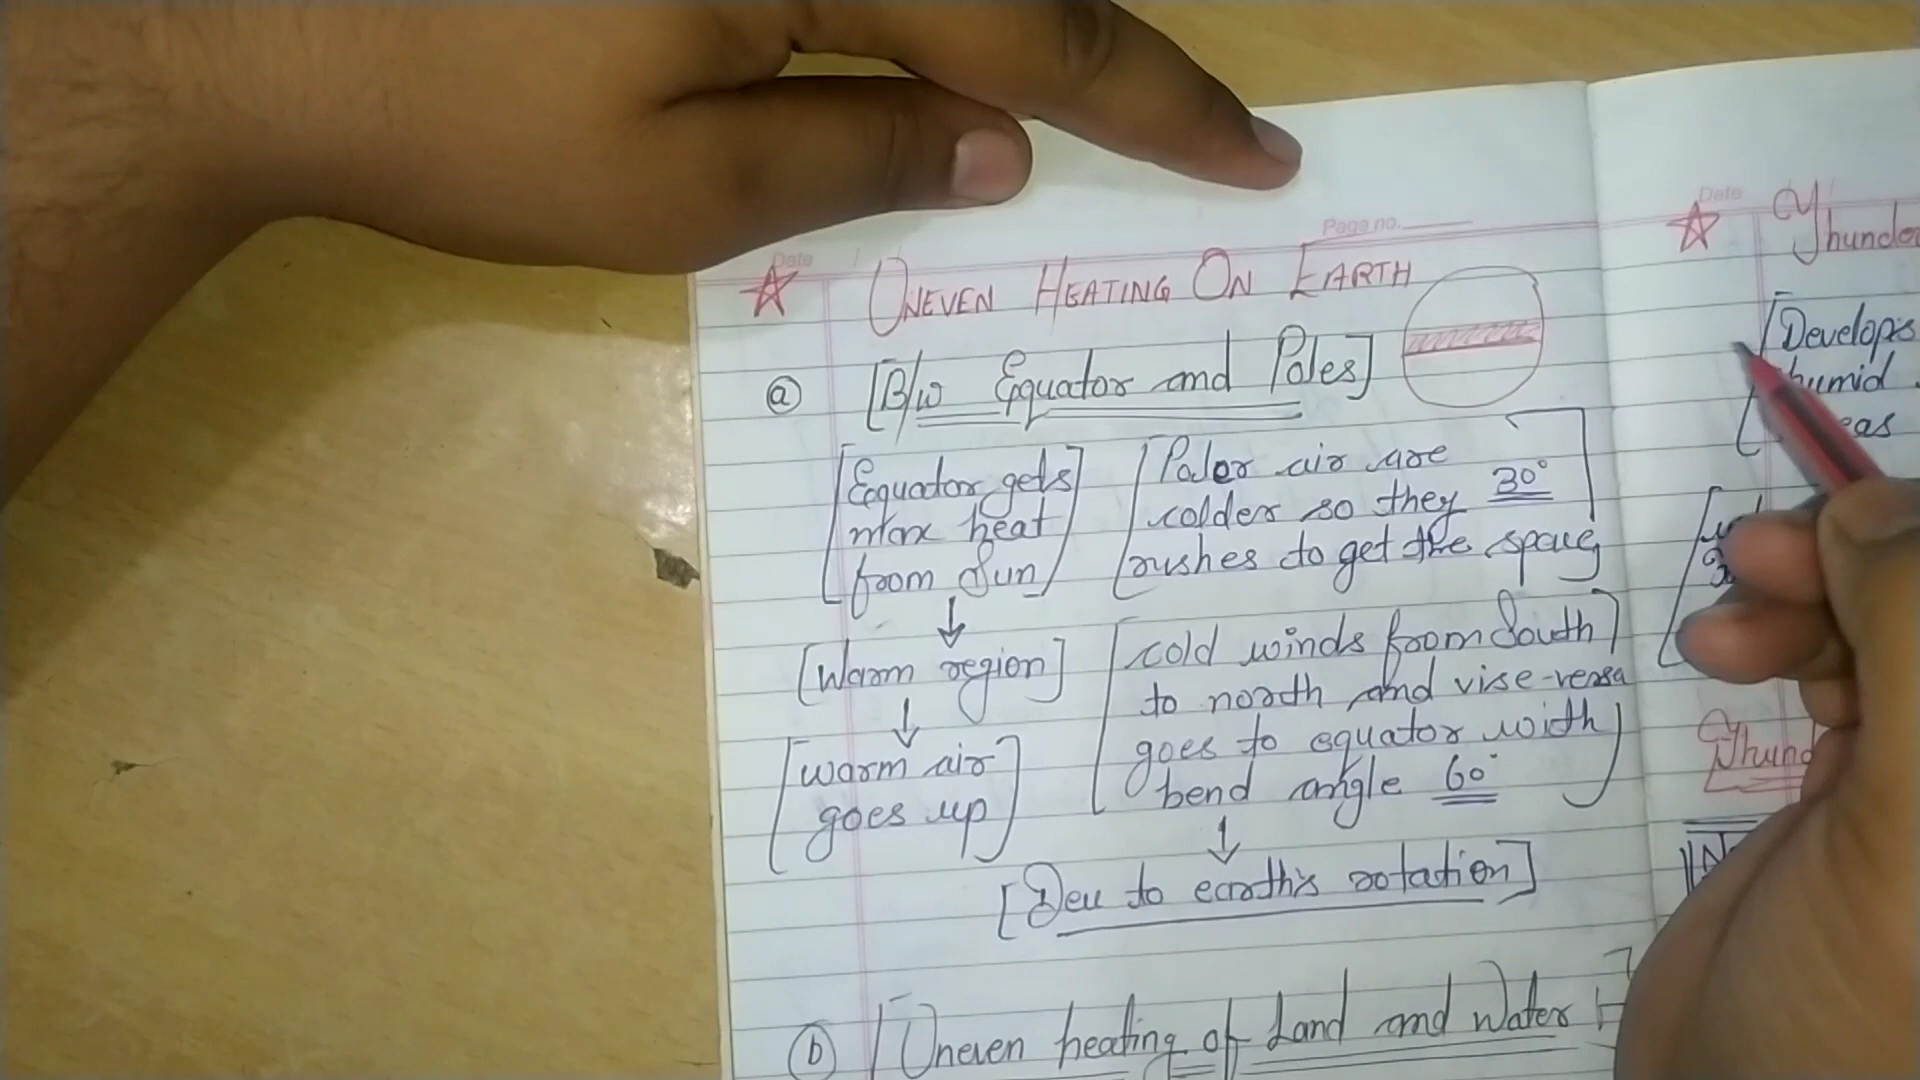 Date
Page no.
UNEVEN HEATING ON EARTH
ⓐ [B/w Equator and Poles]
[Equator gets
max heat
from Sun]
↓
[Warm region]
↓
[warm air
goes up]
[Poler air are
colder so they 30°
rushes to get the space]
[cold winds from South
to north and vise-versa
goes to equator with
bend angle 60°]
↓
[Deu to earth's rotation]
ⓑ [Uneven heating of Land and Water]
Date
Thunder
[Develops
humid
eas
Thund